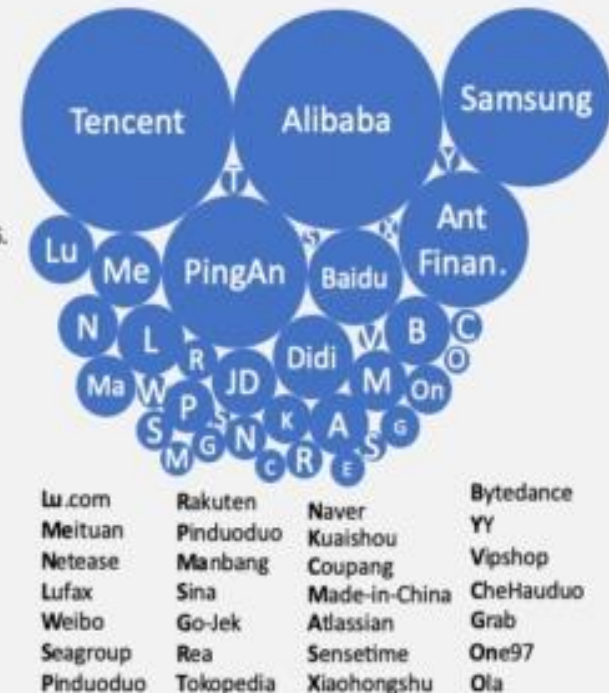 Tencent
Alibaba
Samsung
T
Y
Lu
Me
PingAn
S
X
Baidu
Ant
Finan.
N
L
R
Didi
V
B
C
O
Ma
W
JD
M
On
P
S
K
A
G
S
M
G
N
C
R
E
S
Lu.com
Meituan
Netease
Lufax
Weibo
Seagroup
Pinduoduo
Rakuten
Pinduoduo
Manbang
Sina
Go-Jek
Rea
Tokopedia
Naver
Kuaishou
Coupang
Made-in-China
Atlassian
Sensetime
Xiaohongshu
Bytedance
YY
Vipshop
CheHauduo
Grab
One97
Ola